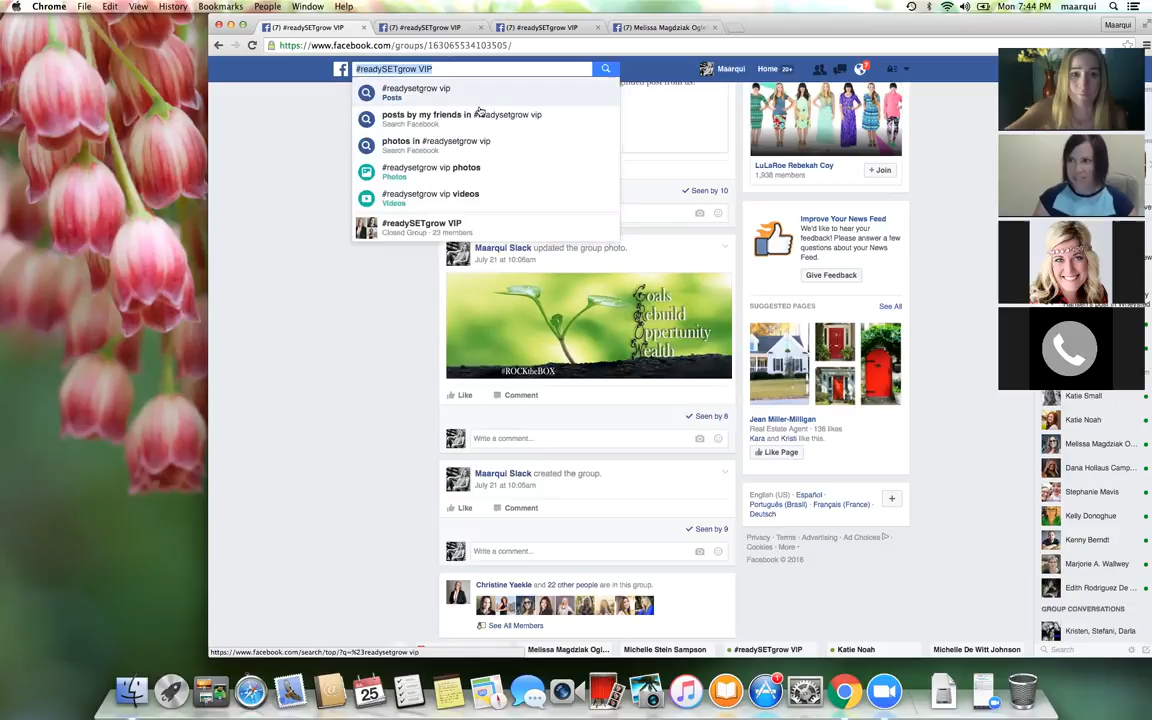 Chrome File Edit View History Bookmarks People Window Help
Mon 7:44 PM maarqui
#readySETgrow VIP
#readySETgrow VIP
#readySETgrow VIP
Melissa Magdziak Ogle
Maarqui
https://www.facebook.com/groups/163065534103505/
#readySETgrow VIP
Maarqui Home 20+
#readysetgrow vip
Posts
posts by my friends in #readysetgrow vip
Search Facebook
photos in #readysetgrow vip
Search Facebook
#readysetgrow vip photos
Photos
#readysetgrow vip videos
Videos
#readySETgrow VIP
Closed Group · 23 members
Seen by 10
Maarqui Slack updated the group photo.
July 21 at 10:06am
Goals
Rebuild
Opportunity
Wealth
#ROCKtheBOX
Like Comment
Seen by 8
Write a comment...
Maarqui Slack created the group.
July 21 at 10:05am
Like Comment
Seen by 9
Write a comment...
Christine Yaekle and 22 other people are in this group.
See All Members
LuLaRoe Rebekah Coy
1,938 members
+ Join
Improve Your News
Feed
We'd like to hear your
feedback! Please answer a few
questions about your News
Feed.
Give Feedback
SUGGESTED PAGES See All
Jean Miller-Milligan
Real Estate Agent · 136 likes
Kara and Kristi like this.
Like Page
English (US) · Español ·
Português (Brasil) · Français (France) ·
Deutsch
Privacy · Terms · Advertising · Ad Choices ·
Cookies · More ·
Facebook © 2016
Katie Small
Katie Noah
Melissa Magdziak O...
Dana Hollaus Camp...
Stephanie Mavis
Kelly Donoghue
Kenny Berndt
Marjorie A. Wallwey
Edith Rodriguez De ...
GROUP CONVERSATIONS
Kristen, Stefani, Darla
Search
https://www.facebook.com/search/top/?q=%23readysetgrow vip
Melissa Magdziak Ogl... Michelle Stein Sampson #readySETgrow VIP Katie Noah Michelle De Witt Johnson
25
1